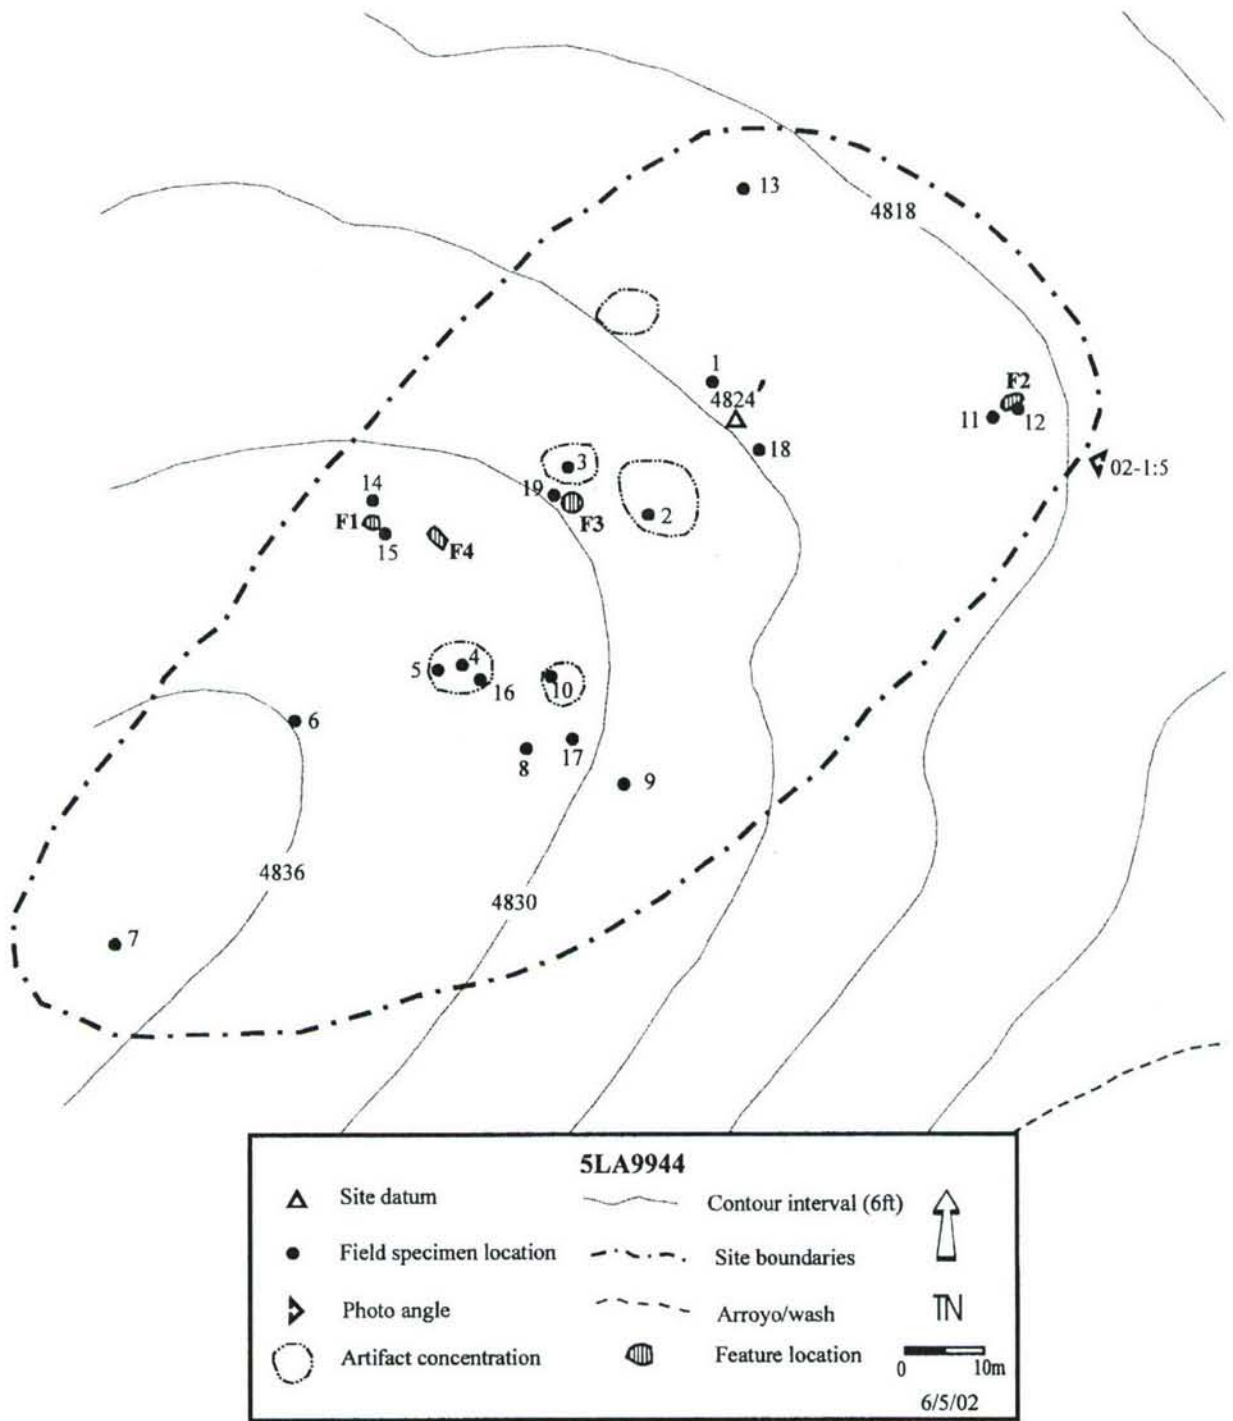 13
4818
1
4824'
F2
11
12
18
02-1:5
3
19
F3
2
14
F1
15
F4
5
4
16
10
6
8
17
9
4836
4830
7
5LA9944
Site datum
Contour interval (6ft)
Field specimen location
Site boundaries
Photo angle
Arroyo/wash
TN
Artifact concentration
Feature location
0 10m
6/5/02